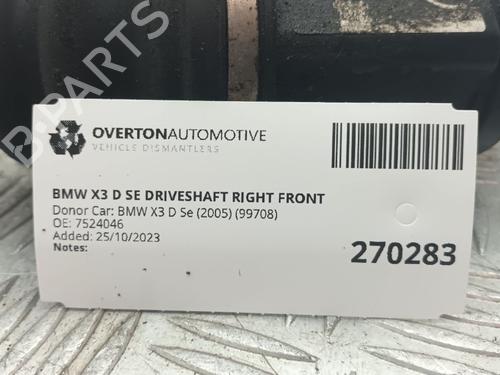 B-PARTS
OVERTONAUTOMOTIVE
VEHICLE DISMANTLERS
BMW X3 D SE DRIVESHAFT RIGHT FRONT
Donor Car: BMW X3 D Se (2005) (99708)
OE: 7524046
Added: 25/10/2023
Notes:
270283